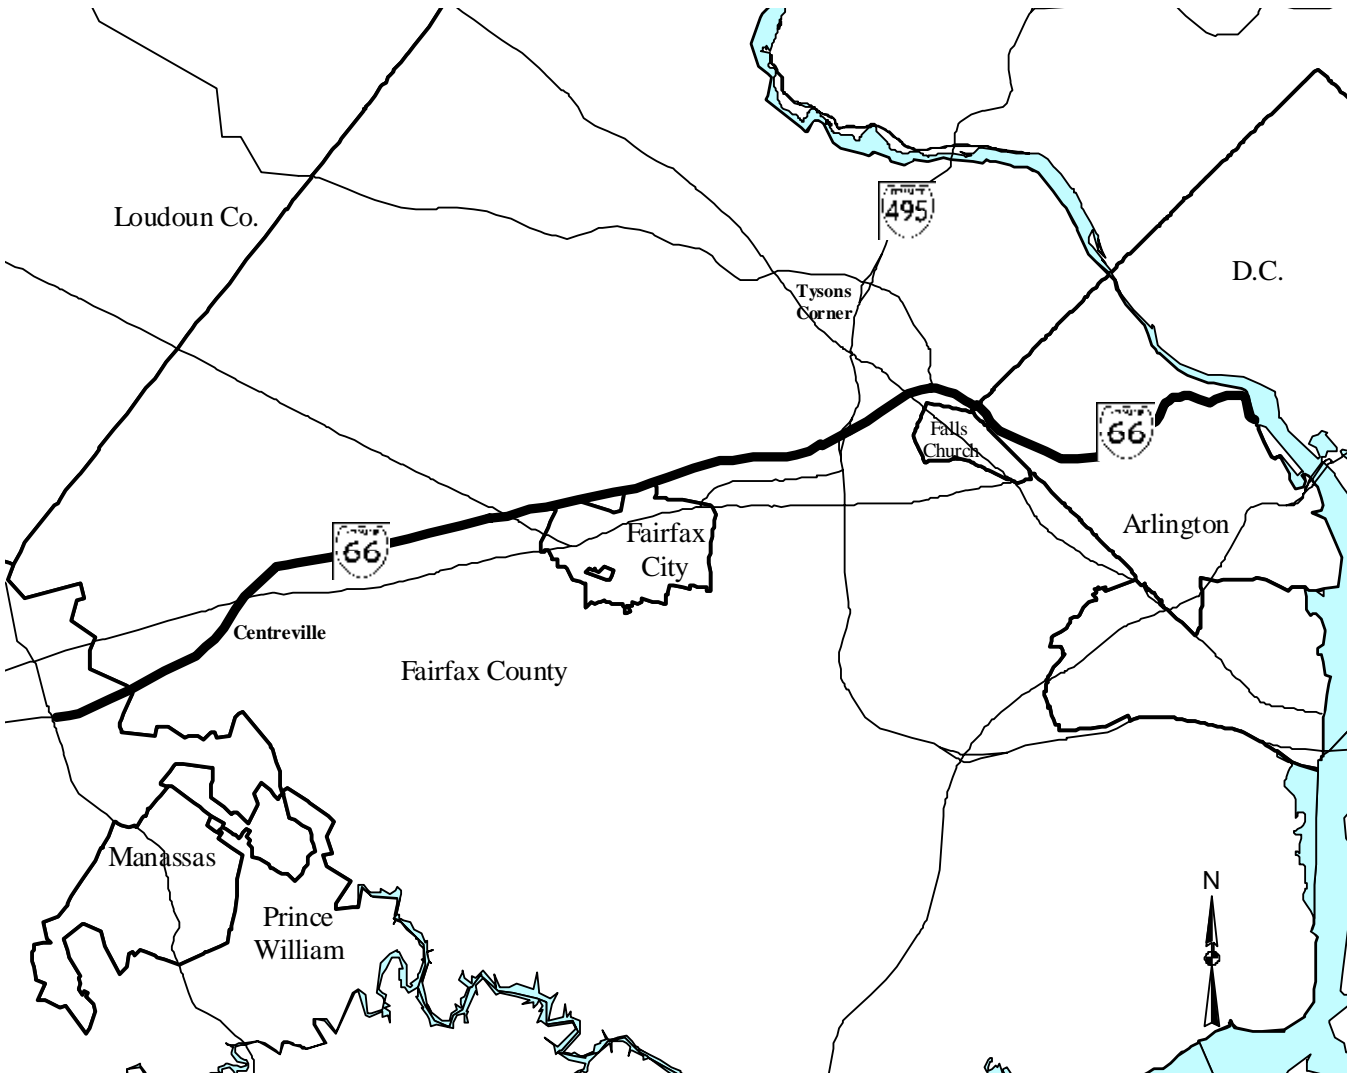 495
Loudoun Co.
D.C.
Tysons
Corner
Falls
Church
66
Arlington
Fairfax
City
66
Centreville
Fairfax County
Manassas
N
Prince
William